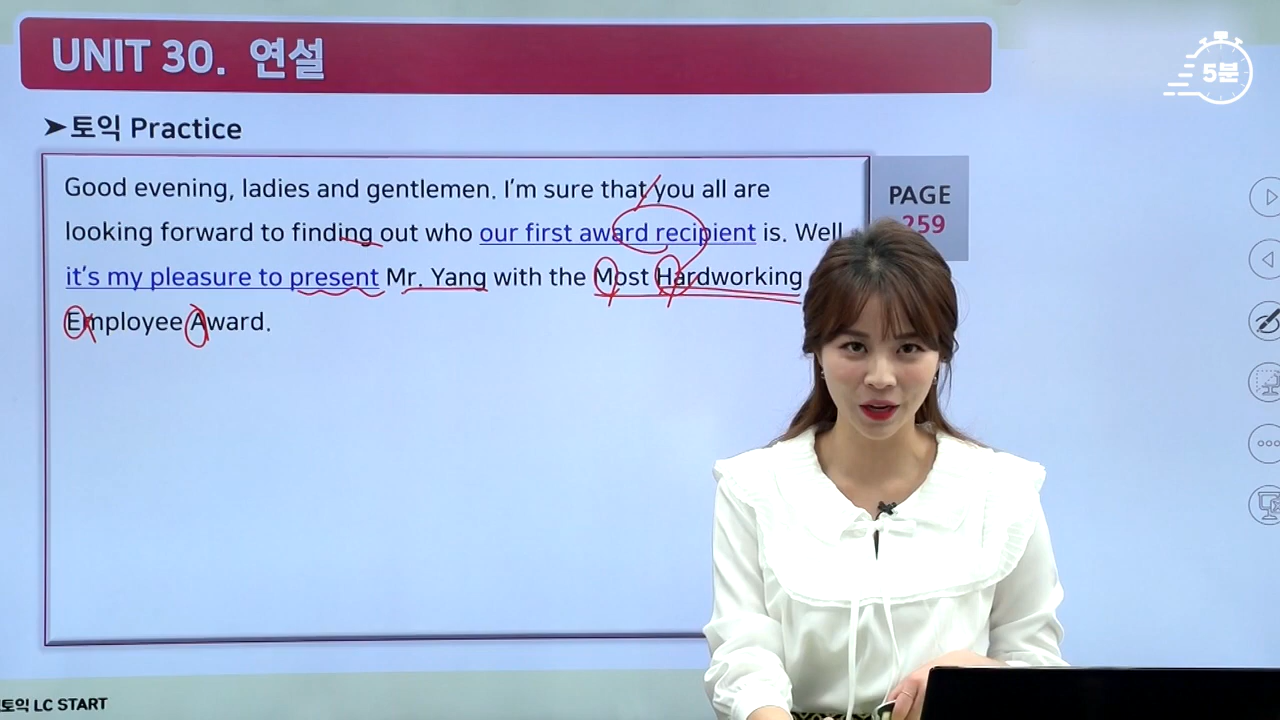 UNIT 30. 연설
5분
➤토익 Practice
Good evening, ladies and gentlemen. I'm sure that you all are
looking forward to finding out who our first award recipient is. Well
it's my pleasure to present Mr. Yang with the Most Hardworking
Employee Award.
PAGE
259
토익 LC START